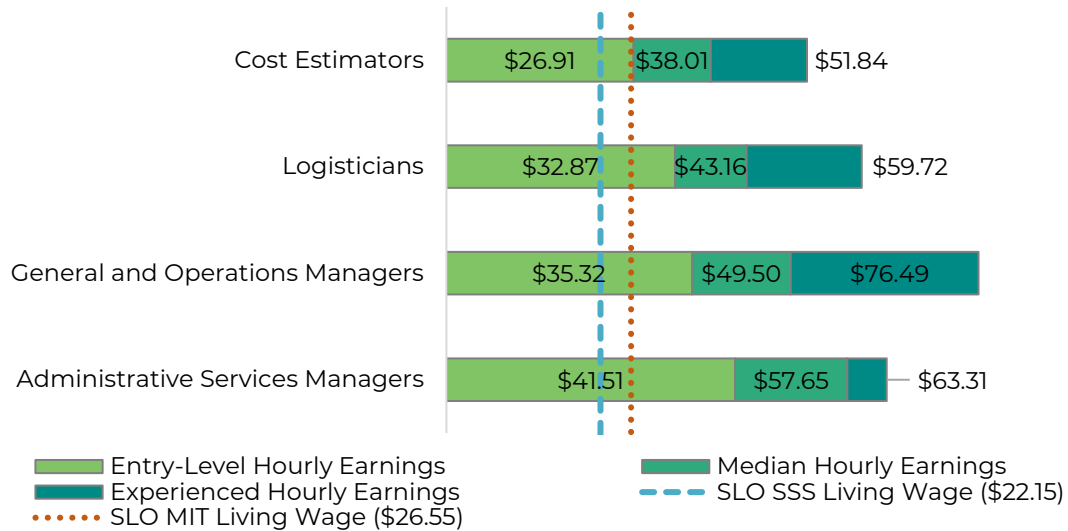 Cost Estimators $26.91 $38.01 $51.84
Logisticians $32.87 $43.16 $59.72
General and Operations Managers $35.32 $49.50 $76.49
Administrative Services Managers $41.51 $57.65 $63.31
Entry-Level Hourly Earnings Median Hourly Earnings
Experienced Hourly Earnings SLO SSS Living Wage ($22.15)
SLO MIT Living Wage ($26.55)